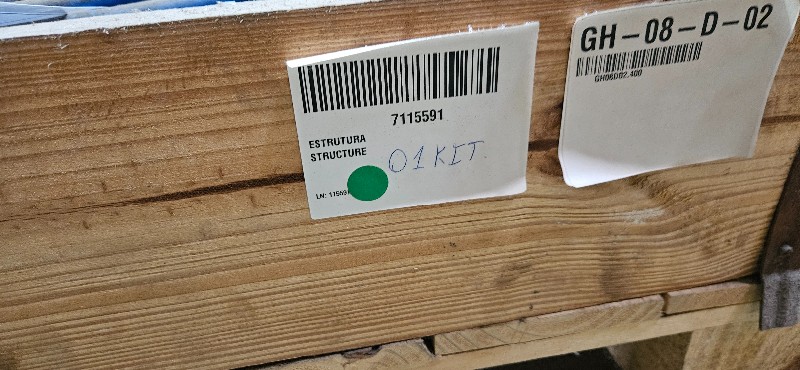 7115591
ESTRUTURA
STRUCTURE
01 KIT.
GH-08-D-02
GH08D02.400